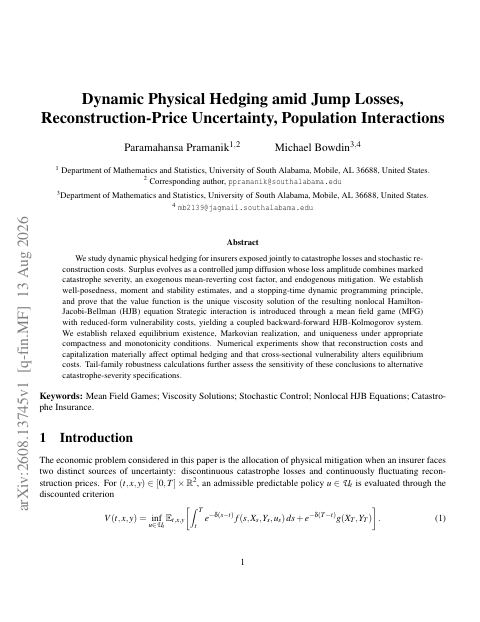 Dynamic Physical Hedging amid Jump Losses,
Reconstruction-Price Uncertainty, Population Interactions
Paramahansa Pramanik1,2 Michael Bowdin3,4
1 Department of Mathematics and Statistics, University of South Alabama, Mobile, AL 36688, United States.
2 Corresponding author, ppramanik@southalabama.edu
3Department of Mathematics and Statistics, University of South Alabama, Mobile, AL 36688, United States.
4 mb2139@jagmail.southalabama.edu
Abstract
We study dynamic physical hedging for insurers exposed jointly to catastrophe losses and stochastic re-
construction costs. Surplus evolves as a controlled jump diffusion whose loss amplitude combines marked
catastrophe severity, an exogenous mean-reverting cost factor, and endogenous mitigation. We establish
well-posedness, moment and stability estimates, and a stopping-time dynamic programming principle,
and prove that the value function is the unique viscosity solution of the resulting nonlocal Hamilton-
Jacobi-Bellman (HJB) equation Strategic interaction is introduced through a mean field game (MFG)
with reduced-form vulnerability costs, yielding a coupled backward-forward HJB-Kolmogorov system.
We establish relaxed equilibrium existence, Markovian realization, and uniqueness under appropriate
compactness and monotonicity conditions. Numerical experiments show that reconstruction costs and
capitalization materially affect optimal hedging and that cross-sectional vulnerability alters equilibrium
costs. Tail-family robustness calculations further assess the sensitivity of these conclusions to alternative
catastrophe-severity specifications.
Keywords: Mean Field Games; Viscosity Solutions; Stochastic Control; Nonlocal HJB Equations; Catastro-
phe Insurance.
1 Introduction
The economic problem considered in this paper is the allocation of physical mitigation when an insurer faces
two distinct sources of uncertainty: discontinuous catastrophe losses and continuously fluctuating recon-
struction prices. For (t,x,y) ∈ [0,T] × ℝ², an admissible predictable policy u ∈ 𝔘t is evaluated through the
discounted criterion
V(t,x,y) = inf u∈𝔘t 𝔼t,x,y [ ∫t^T e^−δ(s−t) f(s,Xs,Ys,us) ds + e^−δ(T−t) g(XT,YT) ] . (1)
1
arXiv:2608.13745v1 [q-fin.MF] 13 Aug 2026